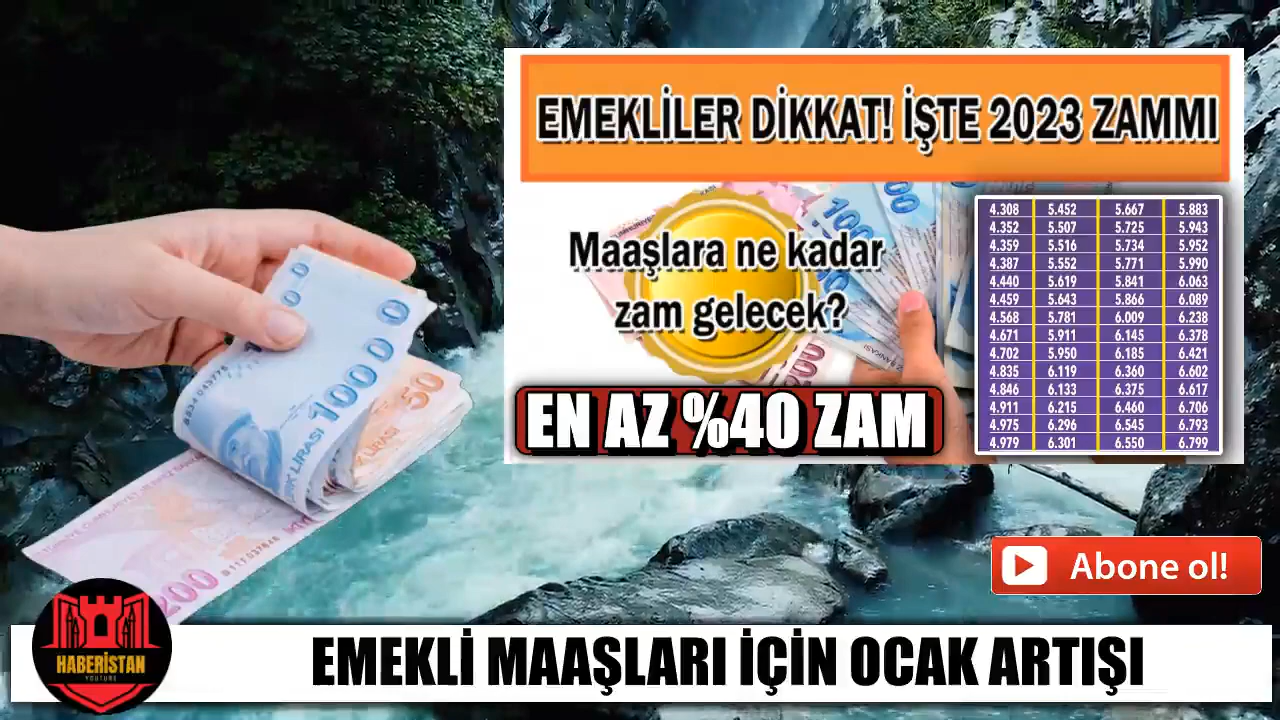 EMEKLİLER DİKKAT! İŞTE 2023 ZAMMI
Maaşlara ne kadar
zam gelecek?
EN AZ %40 ZAM
4.308 5.452 5.667 5.883
4.352 5.507 5.725 5.943
4.359 5.516 5.734 5.952
4.387 5.552 5.771 5.990
4.440 5.619 5.841 6.063
4.459 5.643 5.866 6.089
4.568 5.781 6.009 6.238
4.671 5.911 6.145 6.378
4.702 5.950 6.185 6.421
4.835 6.119 6.360 6.602
4.846 6.133 6.375 6.617
4.911 6.215 6.460 6.706
4.975 6.296 6.545 6.793
4.979 6.301 6.550 6.799
100
50
200
200
Abone ol!
HABERİSTAN
YOUTUBE
EMEKLİ MAAŞLARI İÇİN OCAK ARTIŞI